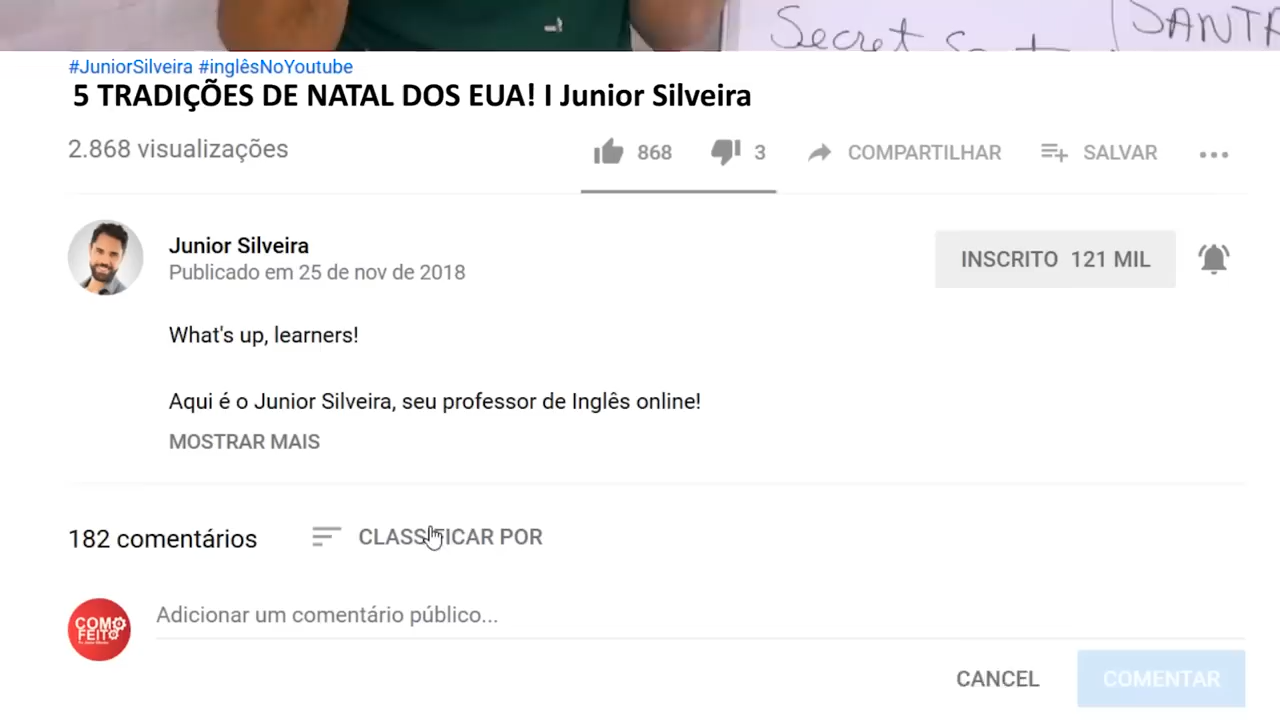 Secret
SANTA
#JuniorSilveira #inglêsNoYoutube
5 TRADIÇÕES DE NATAL DOS EUA! I Junior Silveira
2.868 visualizações
868
3
COMPARTILHAR
SALVAR
Junior Silveira
Publicado em 25 de nov de 2018
INSCRITO 121 MIL
What's up, learners!
Aqui é o Junior Silveira, seu professor de Inglês online!
MOSTRAR MAIS
182 comentários
CLASSIFICAR POR
COMO
FEITO
Adicionar um comentário público...
CANCEL
COMENTAR